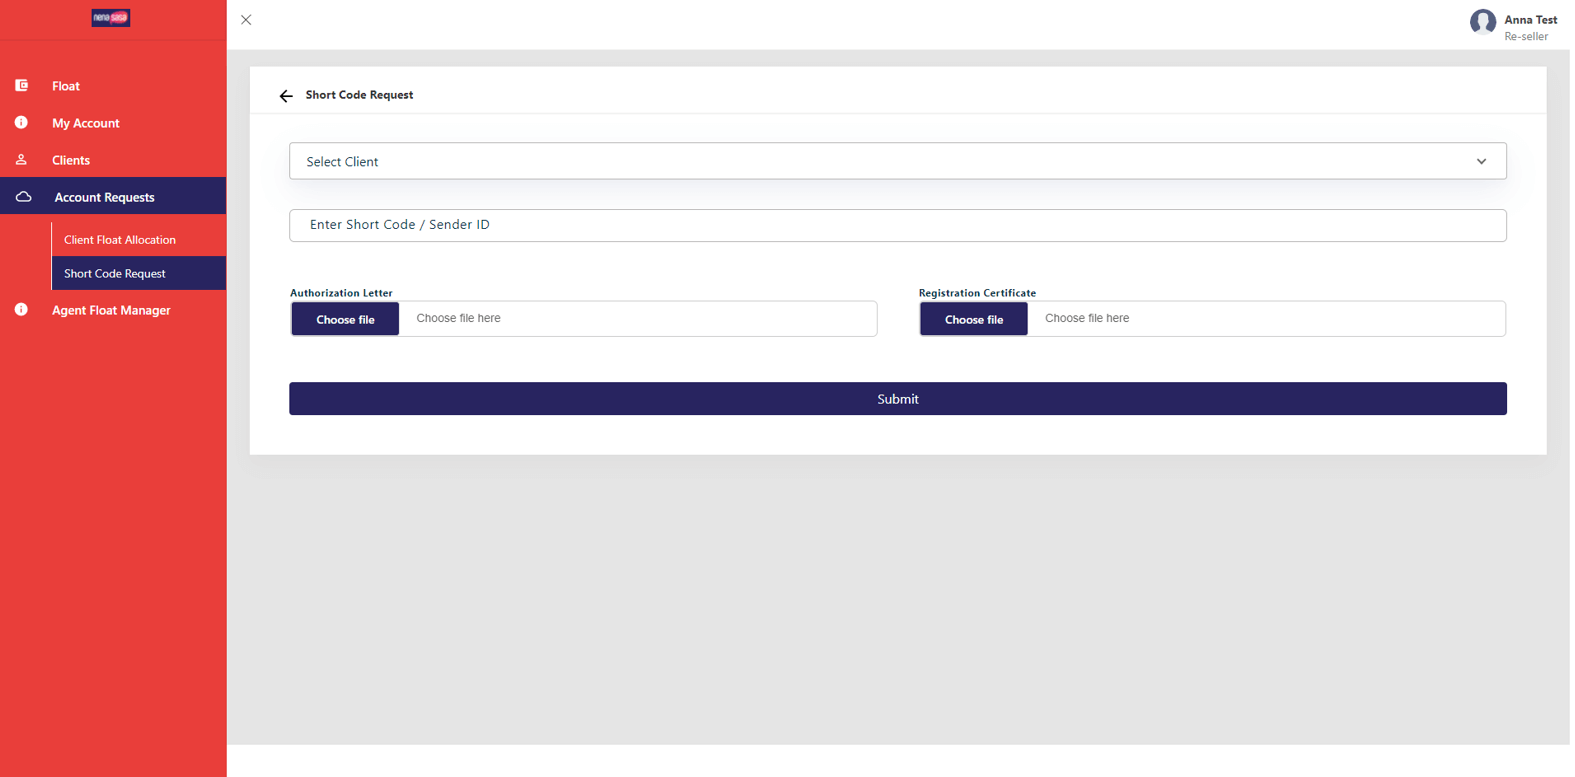 nena sasa
Anna Test
Re-seller
Float
My Account
Clients
Account Requests
Client Float Allocation
Short Code Request
Agent Float Manager
Short Code Request
Select Client
Enter Short Code / Sender ID
Authorization Letter
Choose file Choose file here
Registration Certificate
Choose file Choose file here
Submit